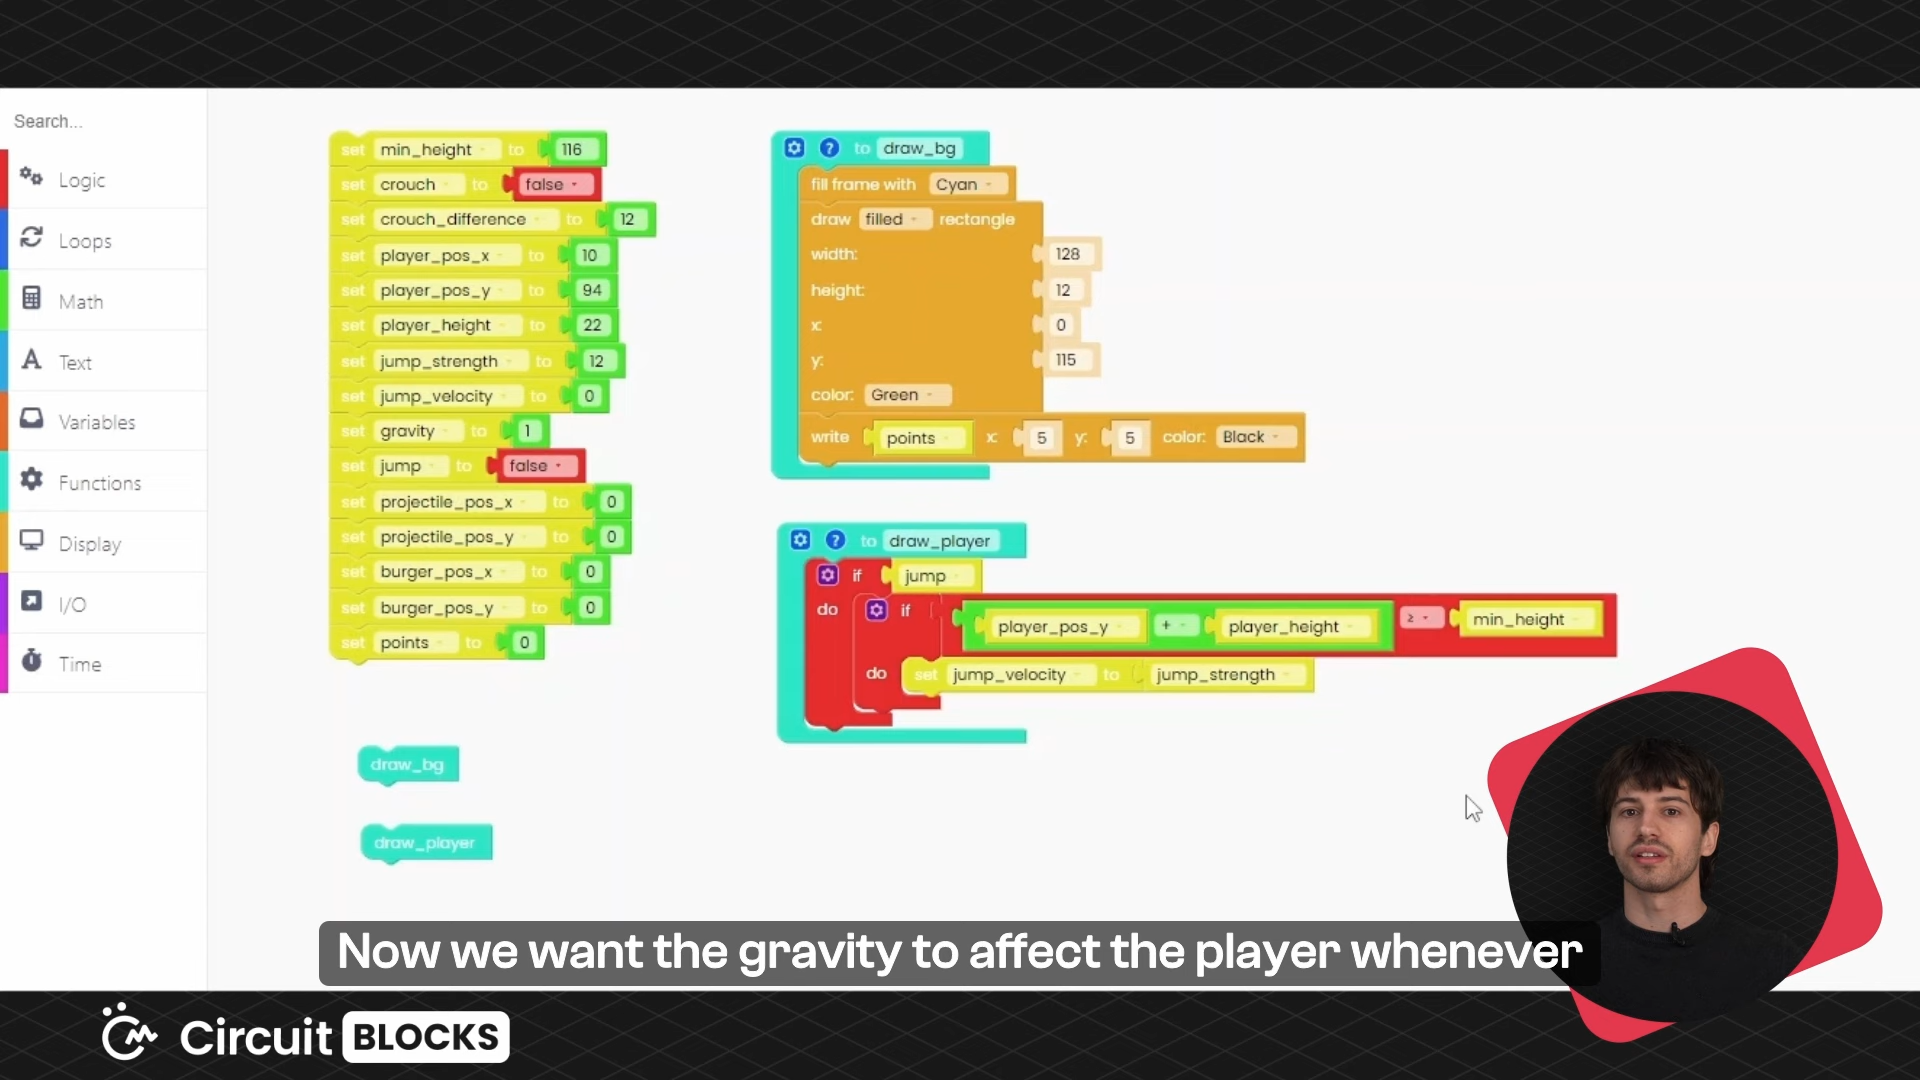 Search...
Logic
Loops
Math
Text
Variables
Functions
Display
I/O
Time
set min_height to 116
set crouch to false
set crouch_difference to 12
set player_pos_x to 10
set player_pos_y to 94
set player_height to 22
set jump_strength to 12
set jump_velocity to 0
set gravity to 1
set jump to false
set projectile_pos_x to 0
set projectile_pos_y to 0
set burger_pos_x to 0
set burger_pos_y to 0
set points to 0
draw_bg
draw_player
to draw_bg
fill frame with Cyan
draw filled rectangle
width: 128
height: 12
x: 0
y: 115
color: Green
write points x: 5 y: 5 color: Black
to draw_player
if jump
do if player_pos_y + player_height ≥ min_height
do set jump_velocity to jump_strength
Now we want the gravity to affect the player whenever
Circuit BLOCKS